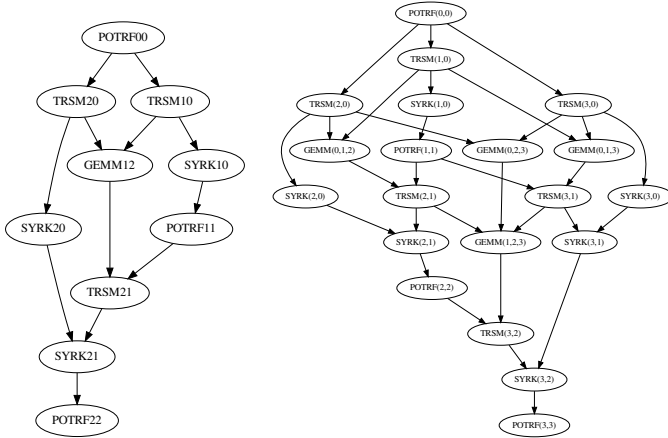 POTRF00
TRSM20 TRSM10
GEMM12 SYRK10
SYRK20 POTRF11
TRSM21
SYRK21
POTRF22
POTRF(0,0)
TRSM(1,0)
TRSM(2,0) SYRK(1,0) TRSM(3,0)
GEMM(0,1,2) POTRF(1,1) GEMM(0,2,3) GEMM(0,1,3)
SYRK(2,0) TRSM(2,1) TRSM(3,1) SYRK(3,0)
SYRK(2,1) GEMM(1,2,3) SYRK(3,1)
POTRF(2,2)
TRSM(3,2)
SYRK(3,2)
POTRF(3,3)